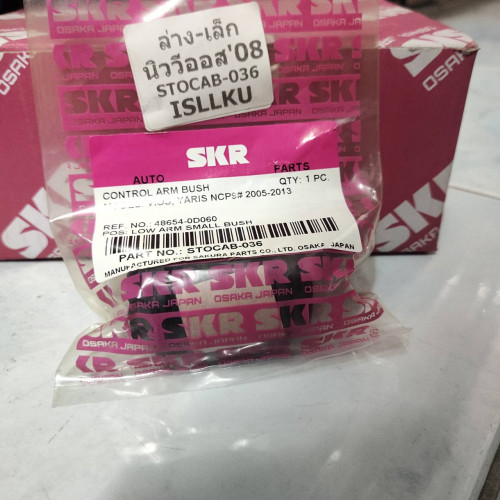 ล่าง-เล็ก
นิววีออส'08
STOCAB-036
ISLLKU
SKR
AUTO PARTS
CONTROL ARM BUSH QTY: 1 PC.
YARIS NCP9# 2005-2013
REF. NO.: 48654-0D060
POS: LOW ARM SMALL BUSH
PART NO.: STOCAB-036
MANUFACTURED FOR SAKURA PARTS CO., LTD. OSAKA, JAPAN
SKR
OSAKA JAPAN